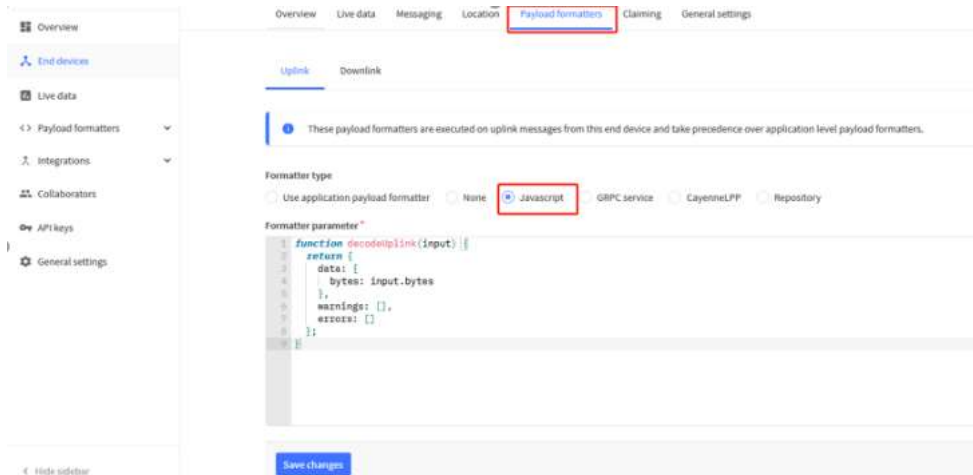 Overview
End devices
Live data
<> Payload formatters
Integrations
Collaborators
API keys
General settings
< Hide sidebar
Overview Live data Messaging Location Payload formatters Claiming General settings
Uplink Downlink
These payload formatters are executed on uplink messages from this end device and take precedence over application level payload formatters.
Formatter type
Use application payload formatter None Javascript GRPC service CayenneLPP Repository
Formatter parameter *
1 function decodeUplink(input) {
2 return {
3 data: {
4 bytes: input.bytes
5 },
6 warnings: [],
7 errors: []
8 };
9 }
Save changes